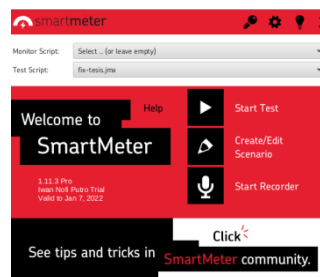 smartmeter
Monitor Script: Select .. (or leave empty)
Test Script: fix-tesis.jmx
Help
Welcome to
SmartMeter
1.11.3 Pro
Iwan Nofi Putro Trial
Valid to Jan 7, 2022
Start Test
Create/Edit
Scenario
Start Recorder
See tips and tricks in
Click
SmartMeter community.